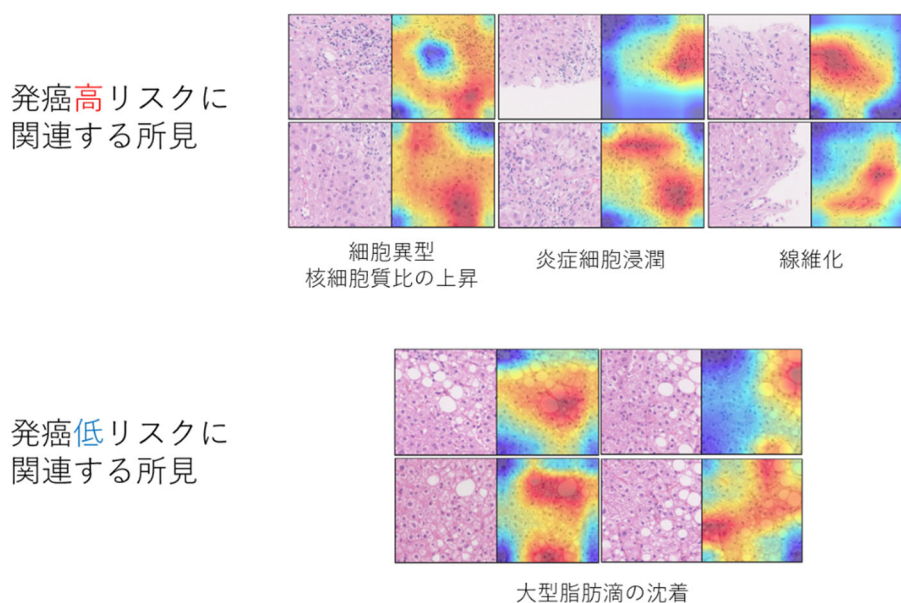 発癌高リスクに
関連する所見
細胞異型
核細胞質比の上昇
炎症細胞浸潤
線維化
発癌低リスクに
関連する所見
大型脂肪滴の沈着